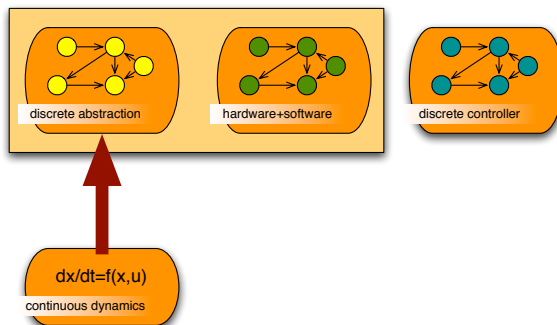 discrete abstraction
hardware+software
discrete controller
dx/dt=f(x,u)
continuous dynamics